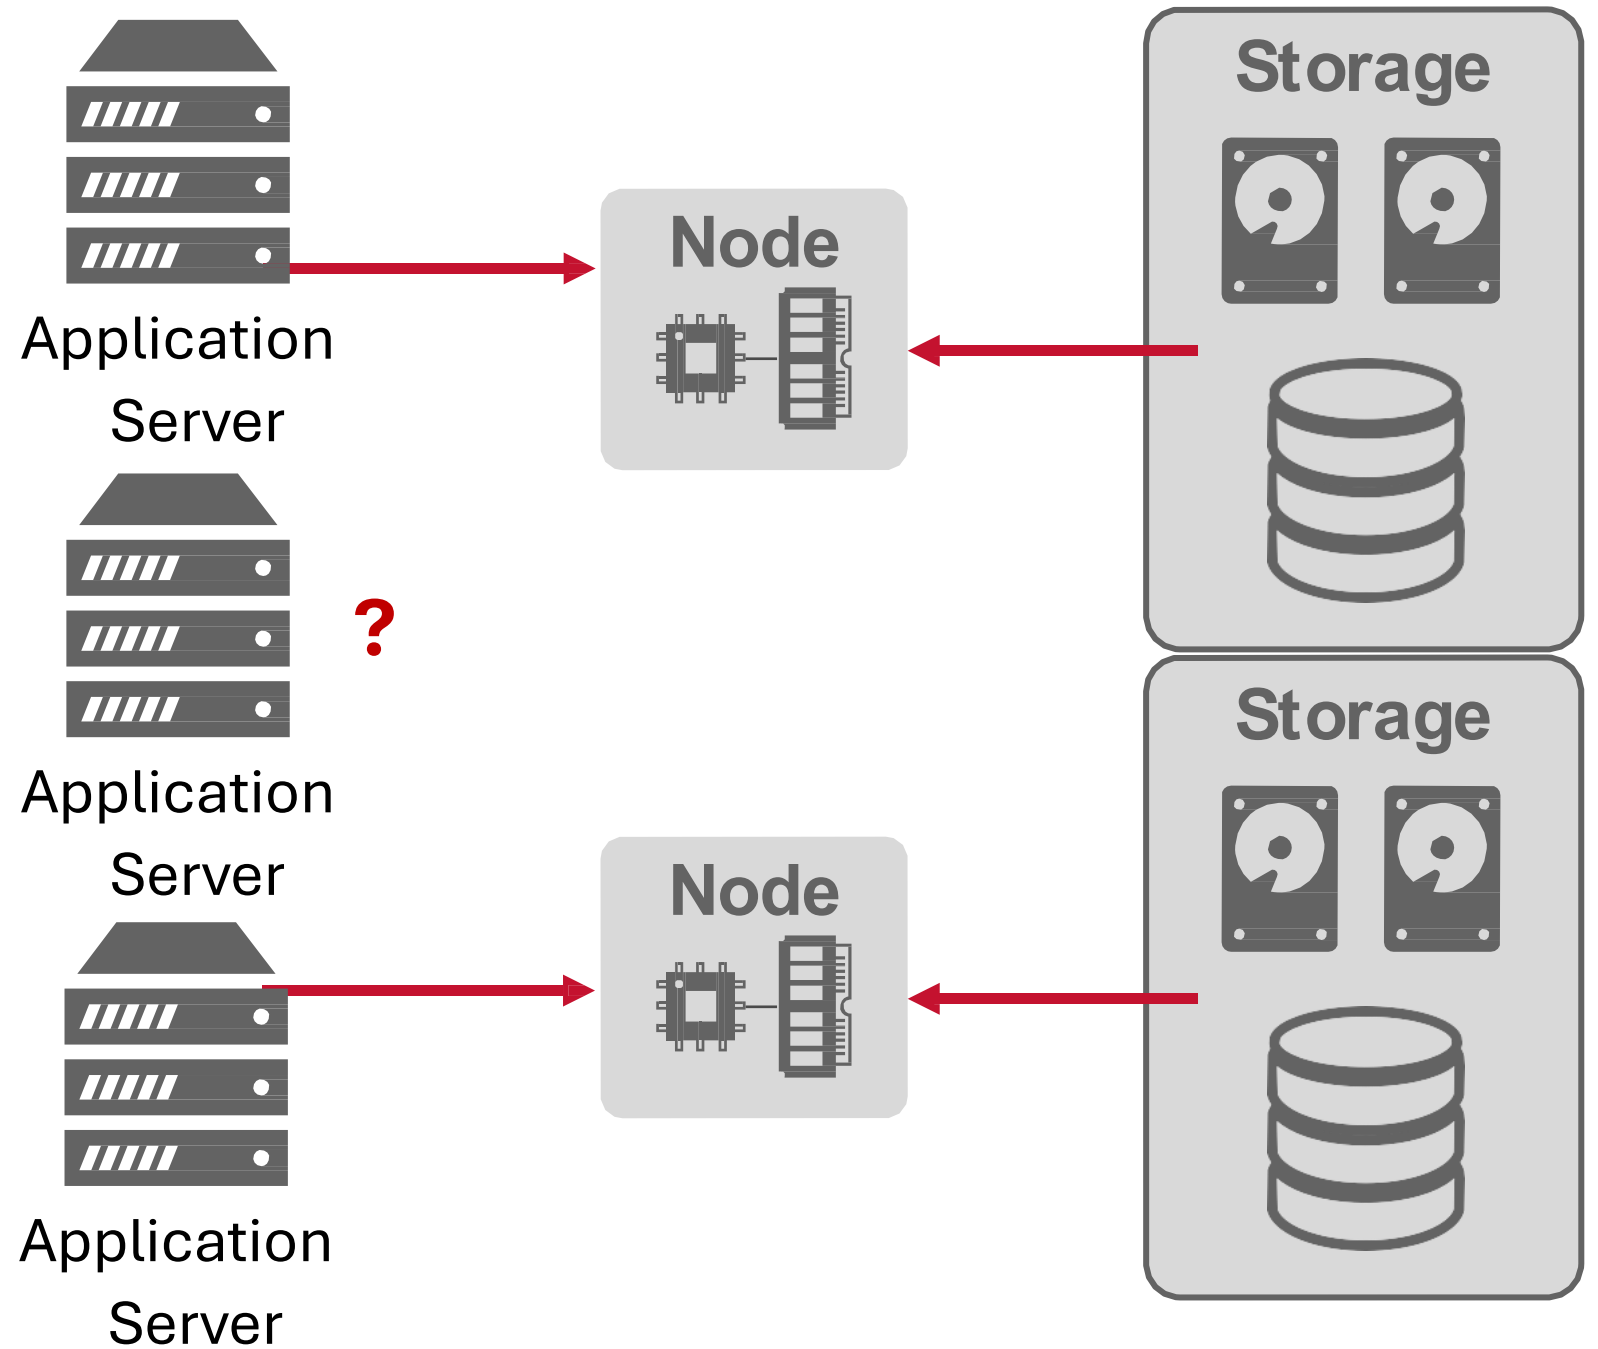 Storage
Node
Application
Server
?
Storage
Application
Server
Node
Application
Server